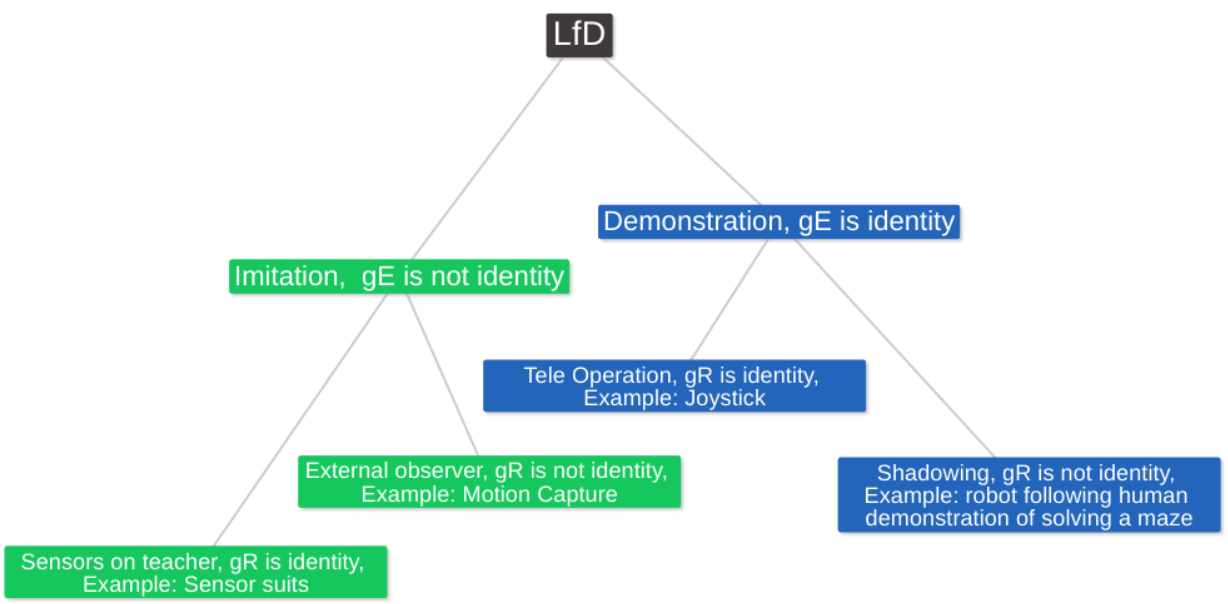 LfD
Demonstration, gE is identity
Imitation,  gE is not identity
Tele Operation, gR is identity,
Example: Joystick
External observer, gR is not identity,
Example: Motion Capture
Shadowing, gR is not identity,
Example: robot following human
demonstration of solving a maze
Sensors on teacher, gR is identity,
Example: Sensor suits